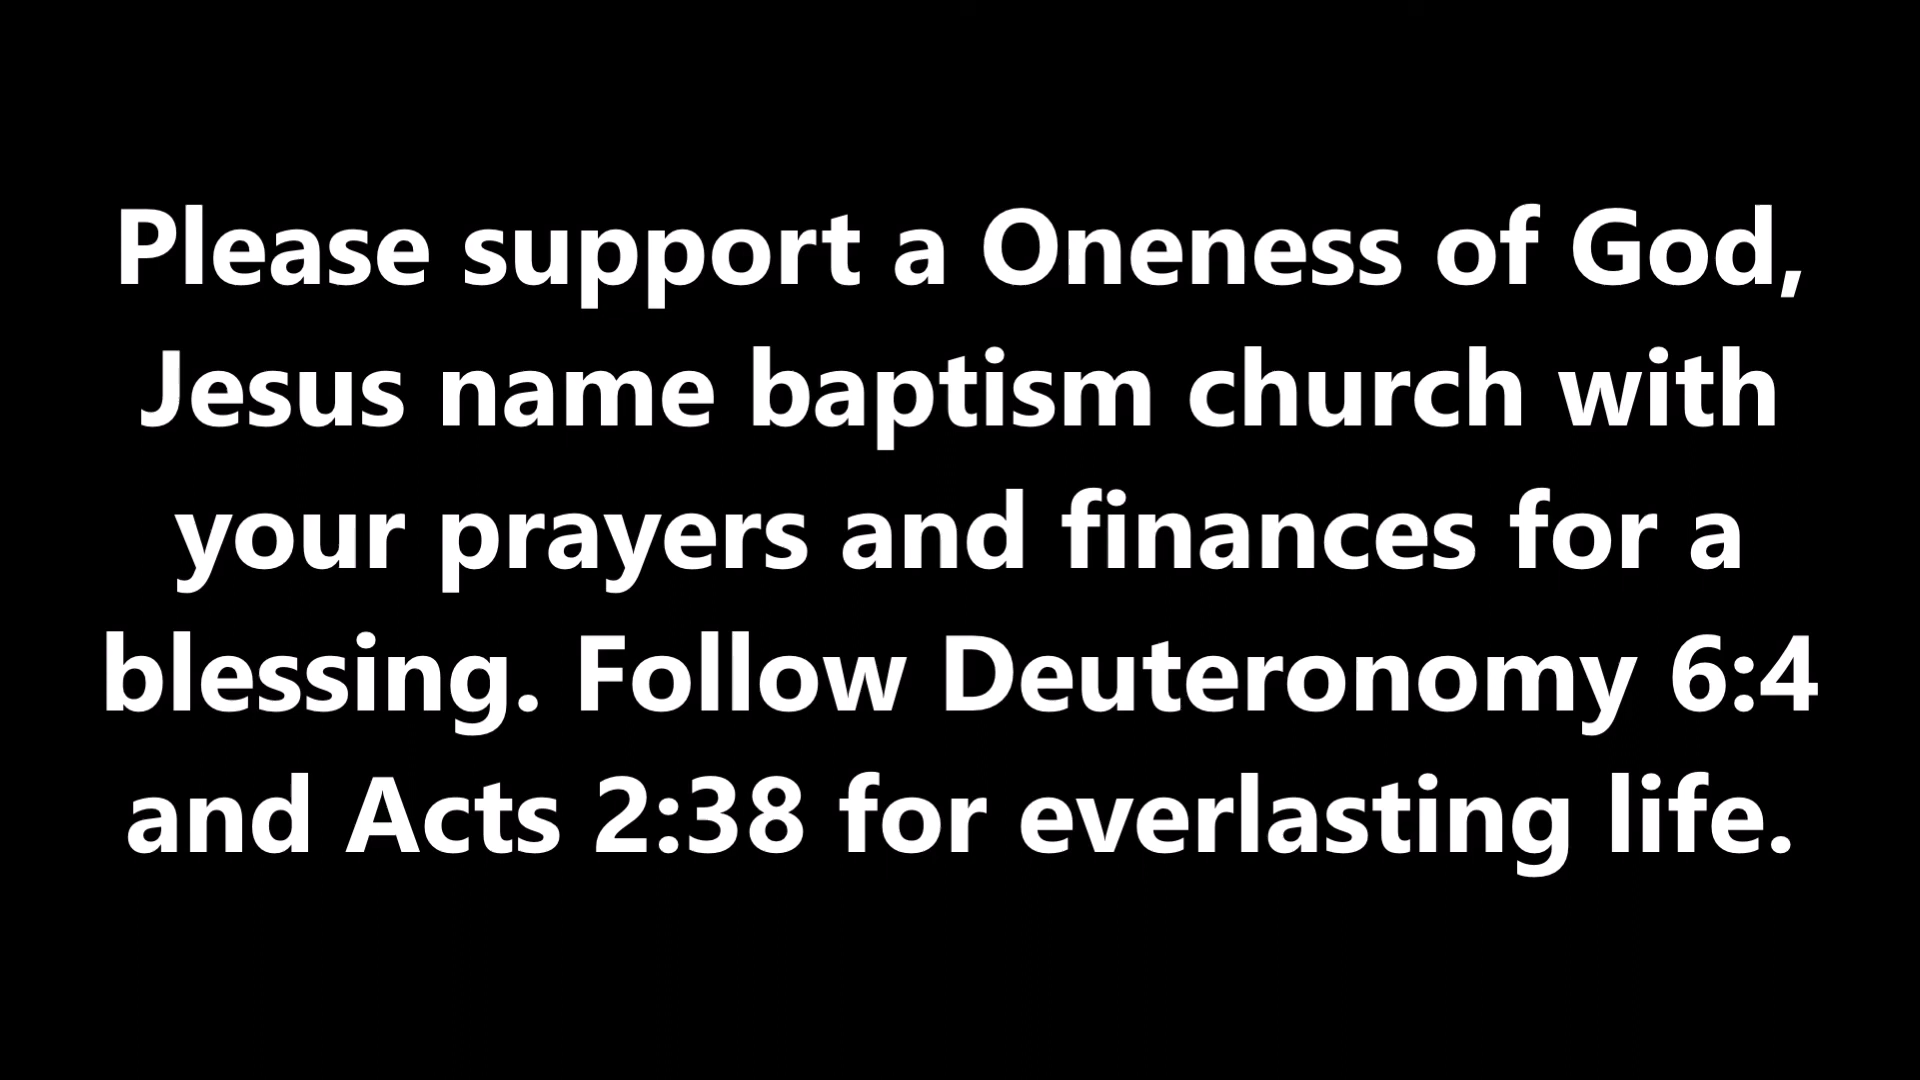 Please support a Oneness of God,
Jesus name baptism church with
your prayers and finances for a
blessing. Follow Deuteronomy 6:4
and Acts 2:38 for everlasting life.